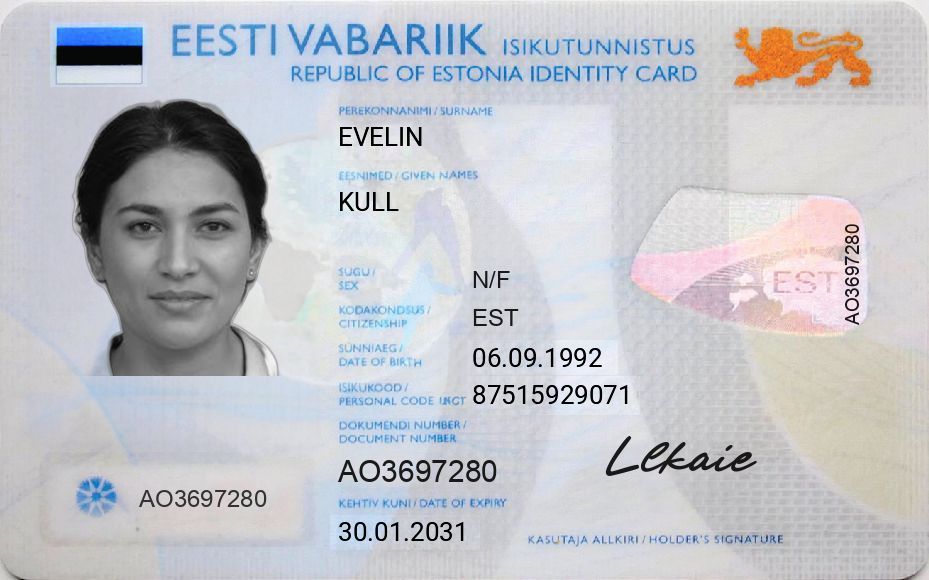 EESTI VABARIIK ISIKUTUNNISTUS
REPUBLIC OF ESTONIA IDENTITY CARD
PEREKONNANIMI / SURNAME
EVELIN
EESNIMED / GIVEN NAMES
KULL
SUGU /
SEX
N/F
KODAKONDSUS /
CITIZENSHIP
EST
SÜNNIAEG /
DATE OF BIRTH
06.09.1992
ISIKUKOOD /
PERSONAL CODE
87515929071
DOKUMENDI NUMBER /
DOCUMENT NUMBER
AO3697280
KEHTIV KUNI / DATE OF EXPIRY
30.01.2031
AO3697280
EST
AO3697280
KASUTAJA ALLKIRI / HOLDER'S SIGNATURE